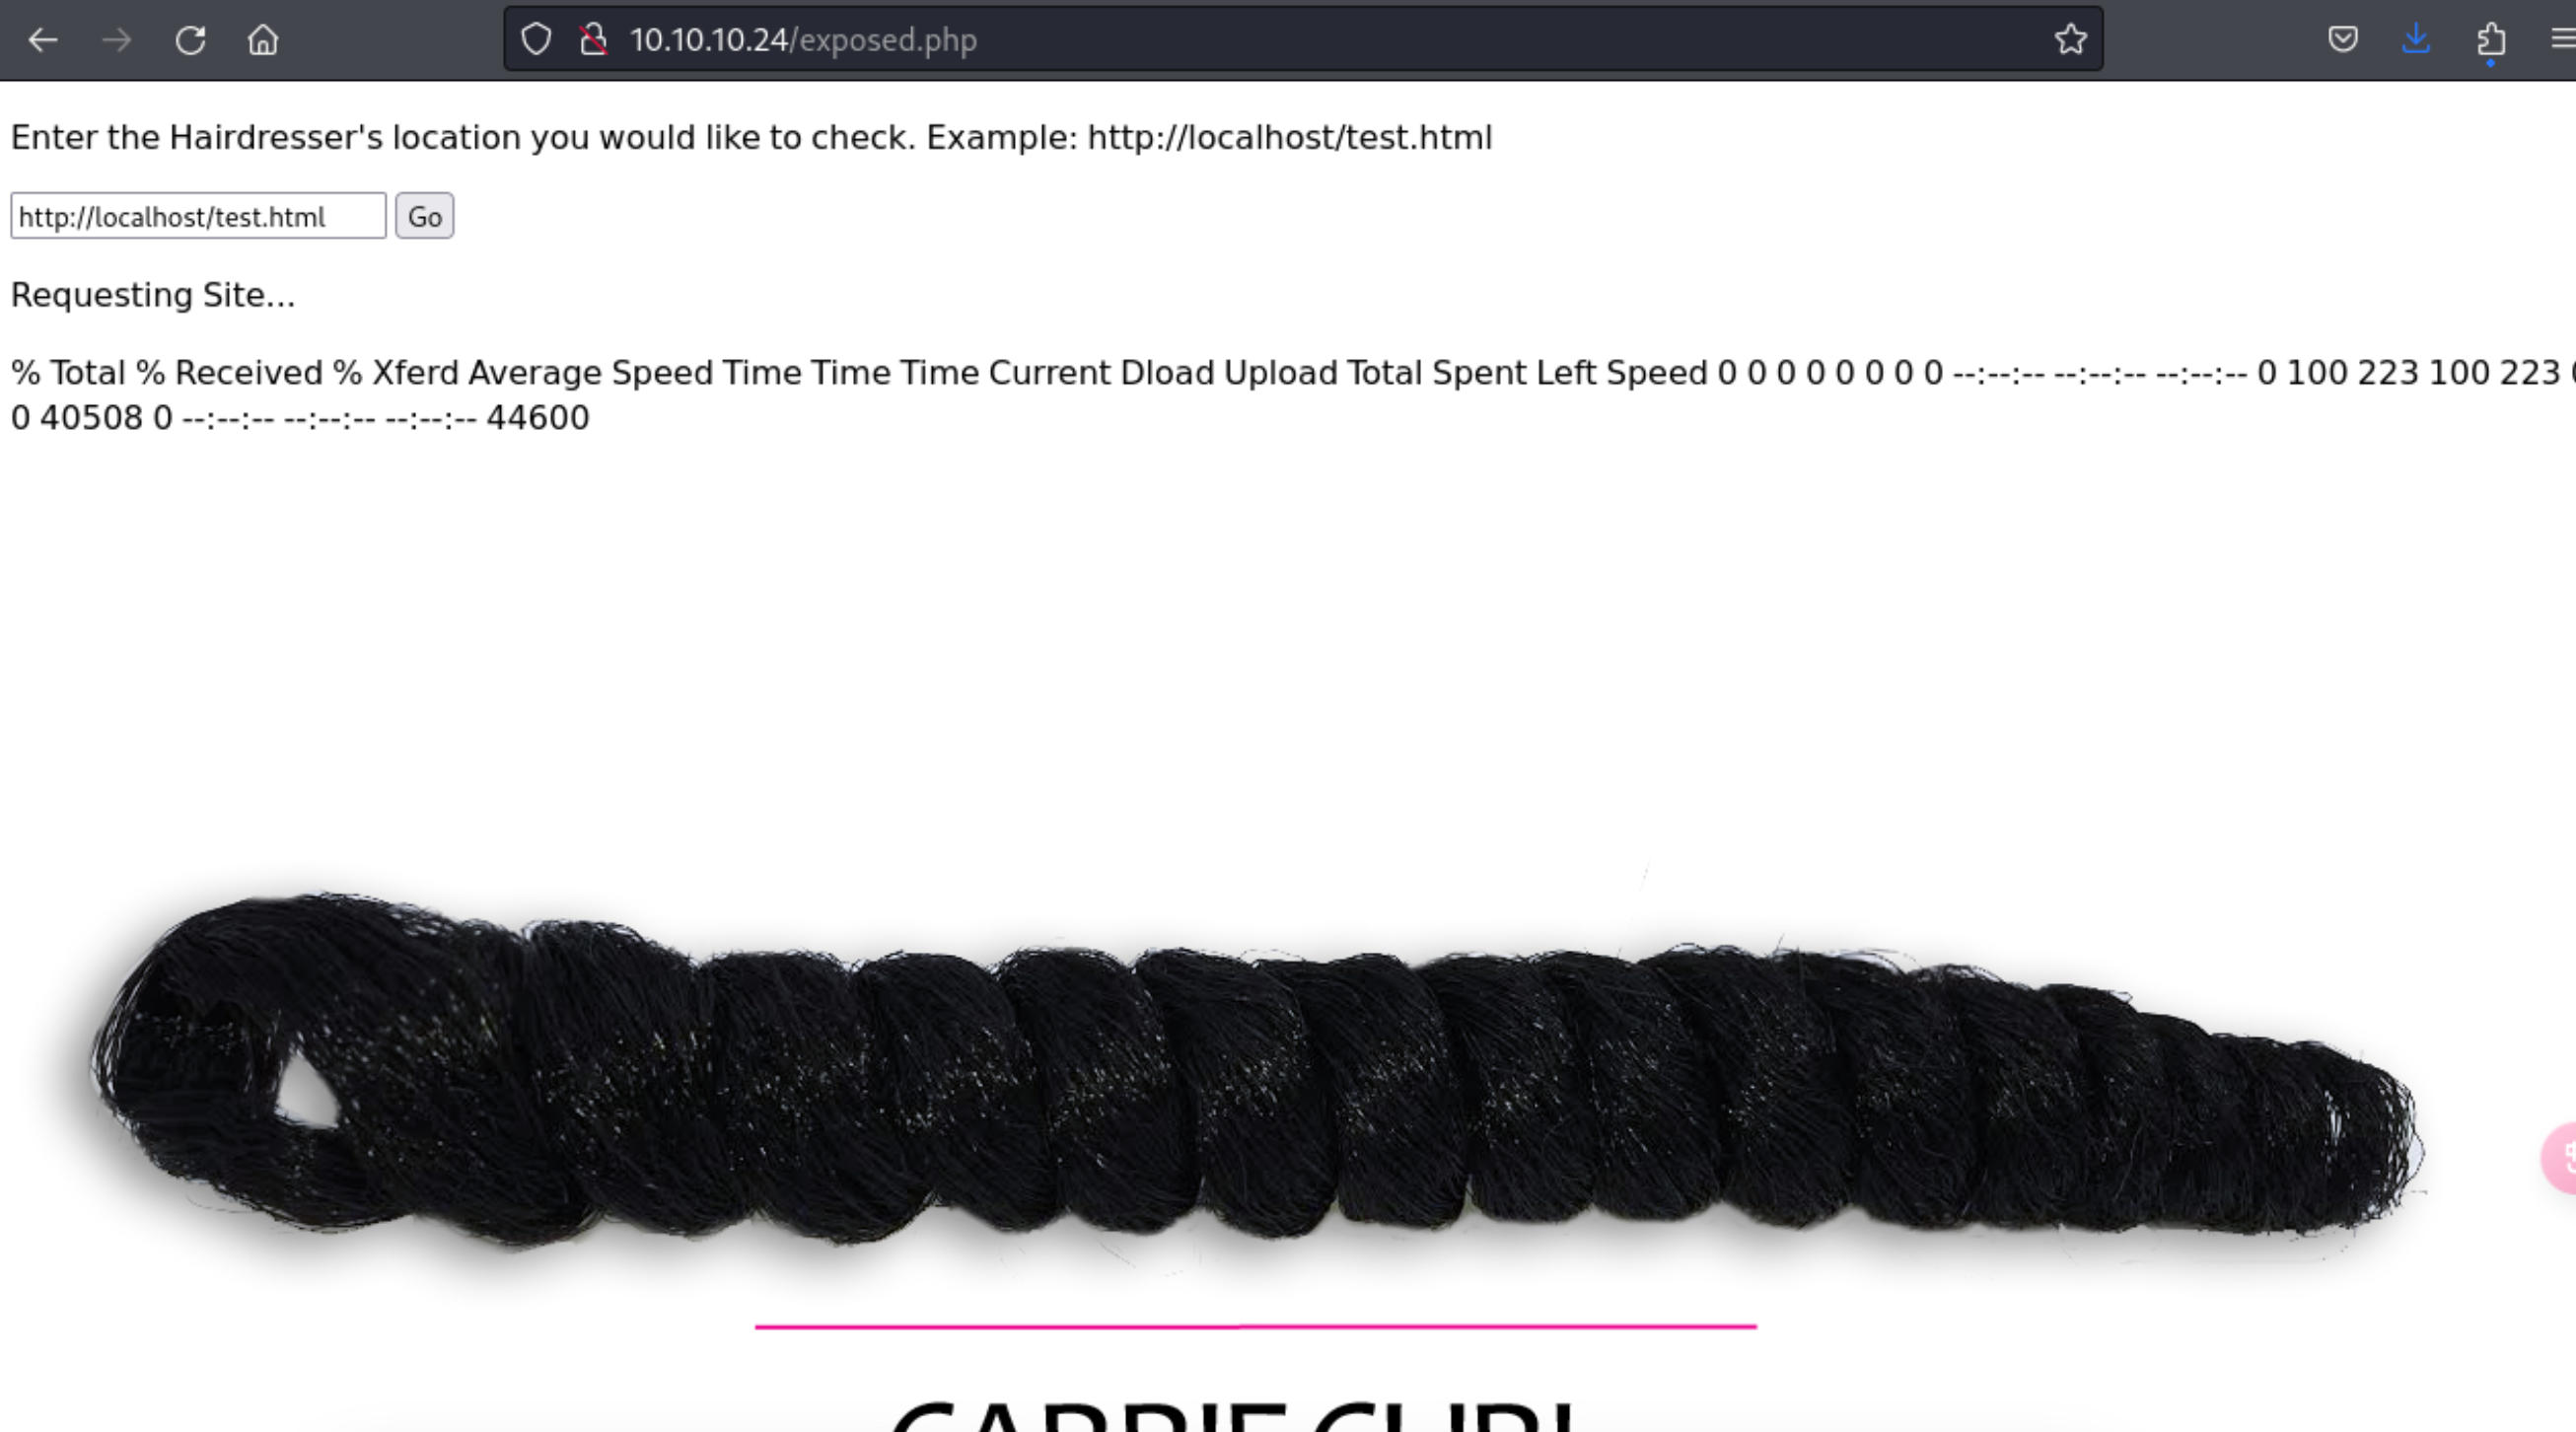 10.10.10.24/exposed.php
Enter the Hairdresser's location you would like to check. Example: http://localhost/test.html
http://localhost/test.html Go
Requesting Site...
% Total % Received % Xferd Average Speed Time Time Time Current Dload Upload Total Spent Left Speed 0 0 0 0 0 0 0 0 --:--:-- --:--:-- --:--:-- 0 100 223 100 223
0 40508 0 --:--:-- --:--:-- --:--:-- 44600